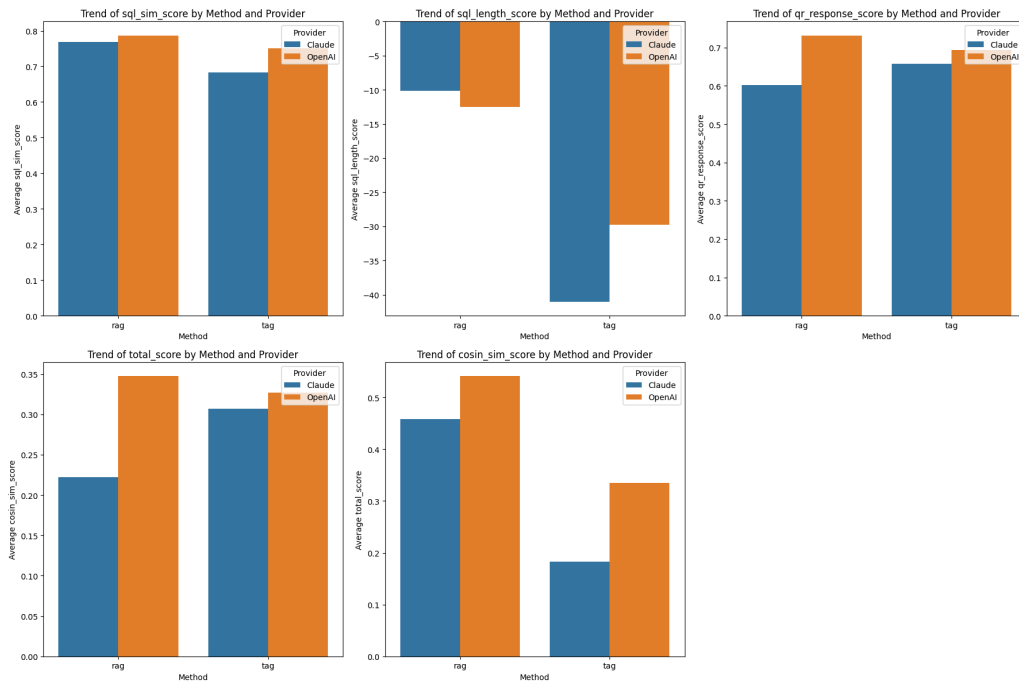 Trend of sql_sim_score by Method and Provider
Provider
Claude
OpenAI
Average sql_sim_score
0.8
0.7
0.6
0.5
0.4
0.3
0.2
0.1
0.0
rag
tag
Method
Trend of sql_length_score by Method and Provider
Provider
Claude
OpenAI
Average sql_length_score
0
−5
−10
−15
−20
−25
−30
−35
−40
rag
tag
Method
Trend of qr_response_score by Method and Provider
Provider
Claude
OpenAI
Average qr_response_score
0.7
0.6
0.5
0.4
0.3
0.2
0.1
0.0
rag
tag
Method
Trend of total_score by Method and Provider
Provider
Claude
OpenAI
Average cosin_sim_score
0.35
0.30
0.25
0.20
0.15
0.10
0.05
0.00
rag
tag
Method
Trend of cosin_sim_score by Method and Provider
Provider
Claude
OpenAI
Average total_score
0.5
0.4
0.3
0.2
0.1
0.0
rag
tag
Method